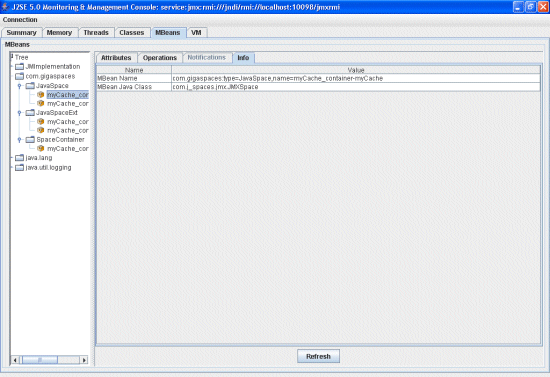 J2SE 5.0 Monitoring & Management Console: service:jmx:rmi:///jndi/rmi://localhost:10098/jmxrmi
Connection
Summary Memory Threads Classes MBeans VM
MBeans
Tree
JMImplementation
com.gigaspaces
JavaSpace
myCache_cor
myCache_cor
JavaSpaceExt
myCache_cor
myCache_cor
SpaceContainer
myCache_cor
myCache_cor
java.lang
java.util.logging
Attributes Operations Notifications Info
Name Value
MBean Name com.gigaspaces:type=JavaSpace,name=myCache_container-myCache
MBean Java Class com.j_spaces.jmx.JMXSpace
Refresh